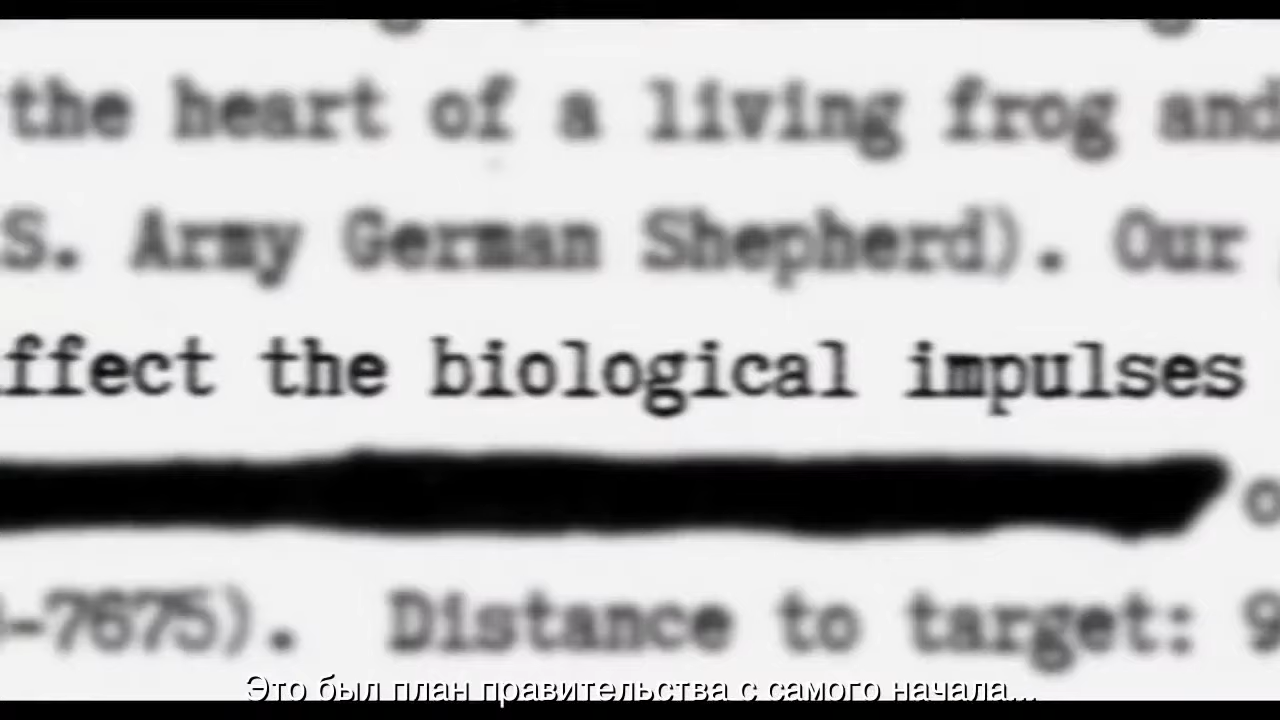 the heart of a living frog and
S. Army German Shepherd). Our
ffect the biological impulses
-7675). Distance to target: 9
Это был план правительства с самого начала...